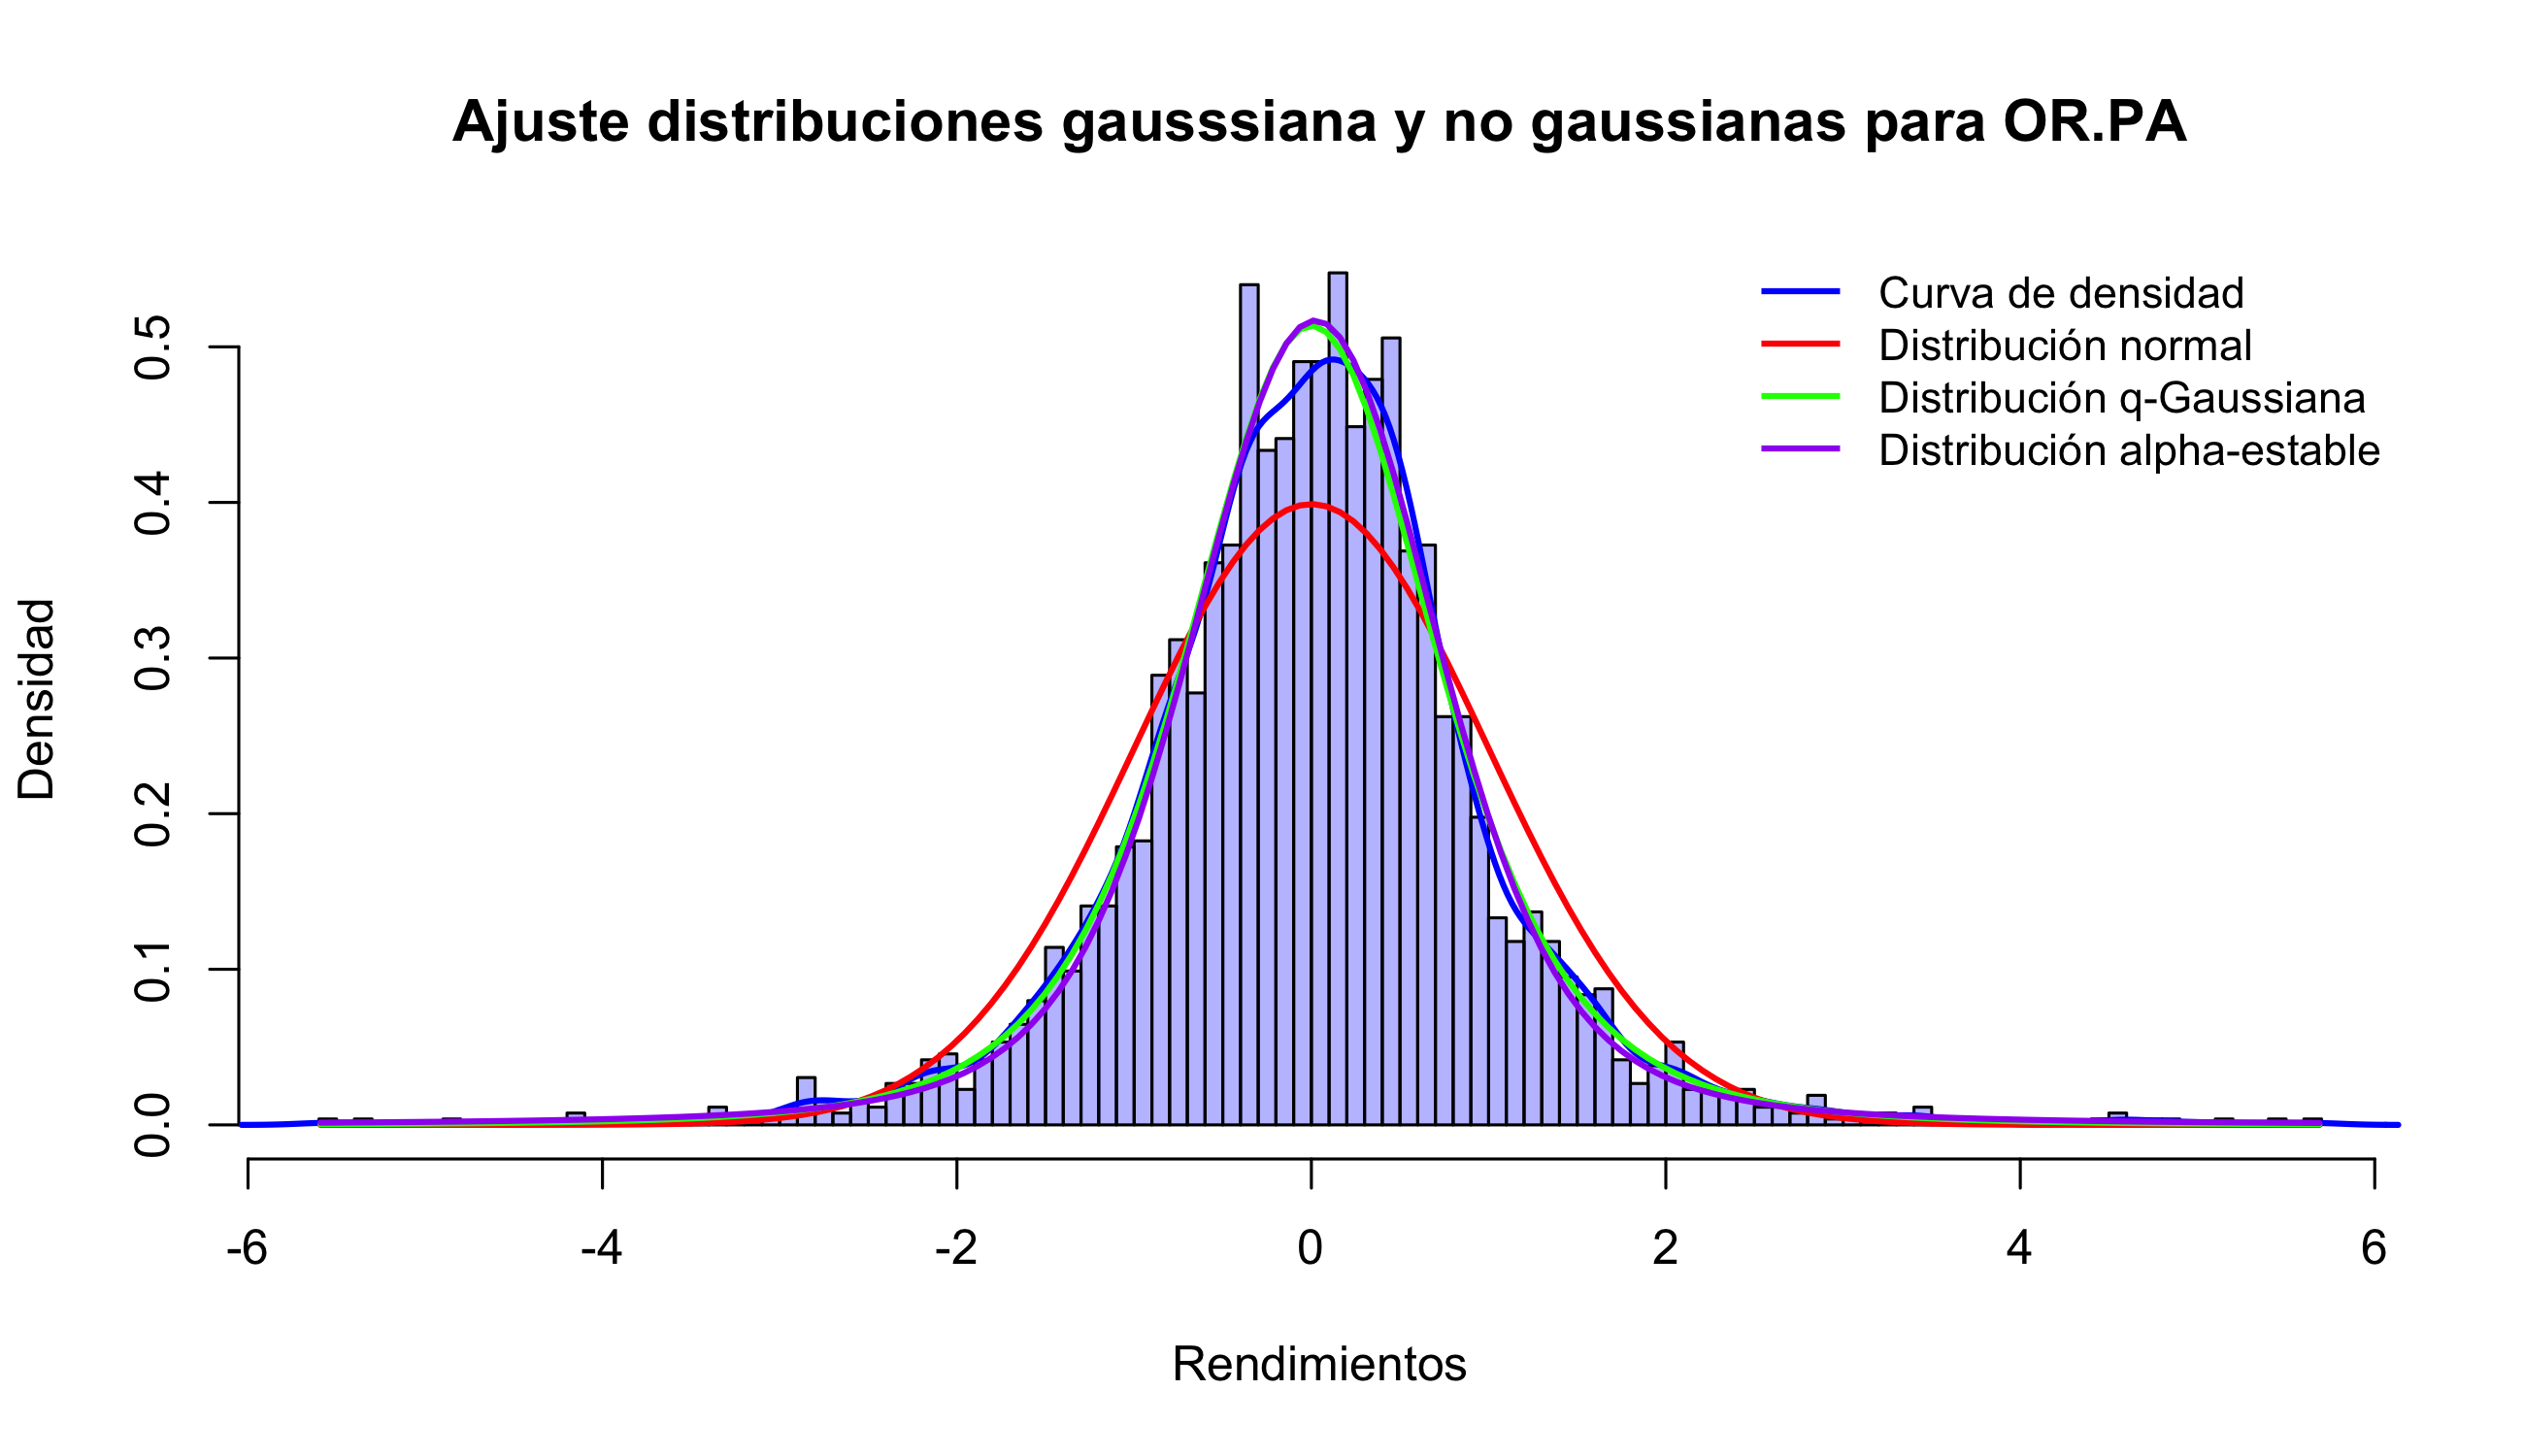 Ajuste distribuciones gausssiana y no gaussianas para OR.PA
Curva de densidad
Distribución normal
Distribución q-Gaussiana
Distribución alpha-estable
Densidad
0.5
0.4
0.3
0.2
0.1
0.0
-6 -4 -2 0 2 4 6
Rendimientos